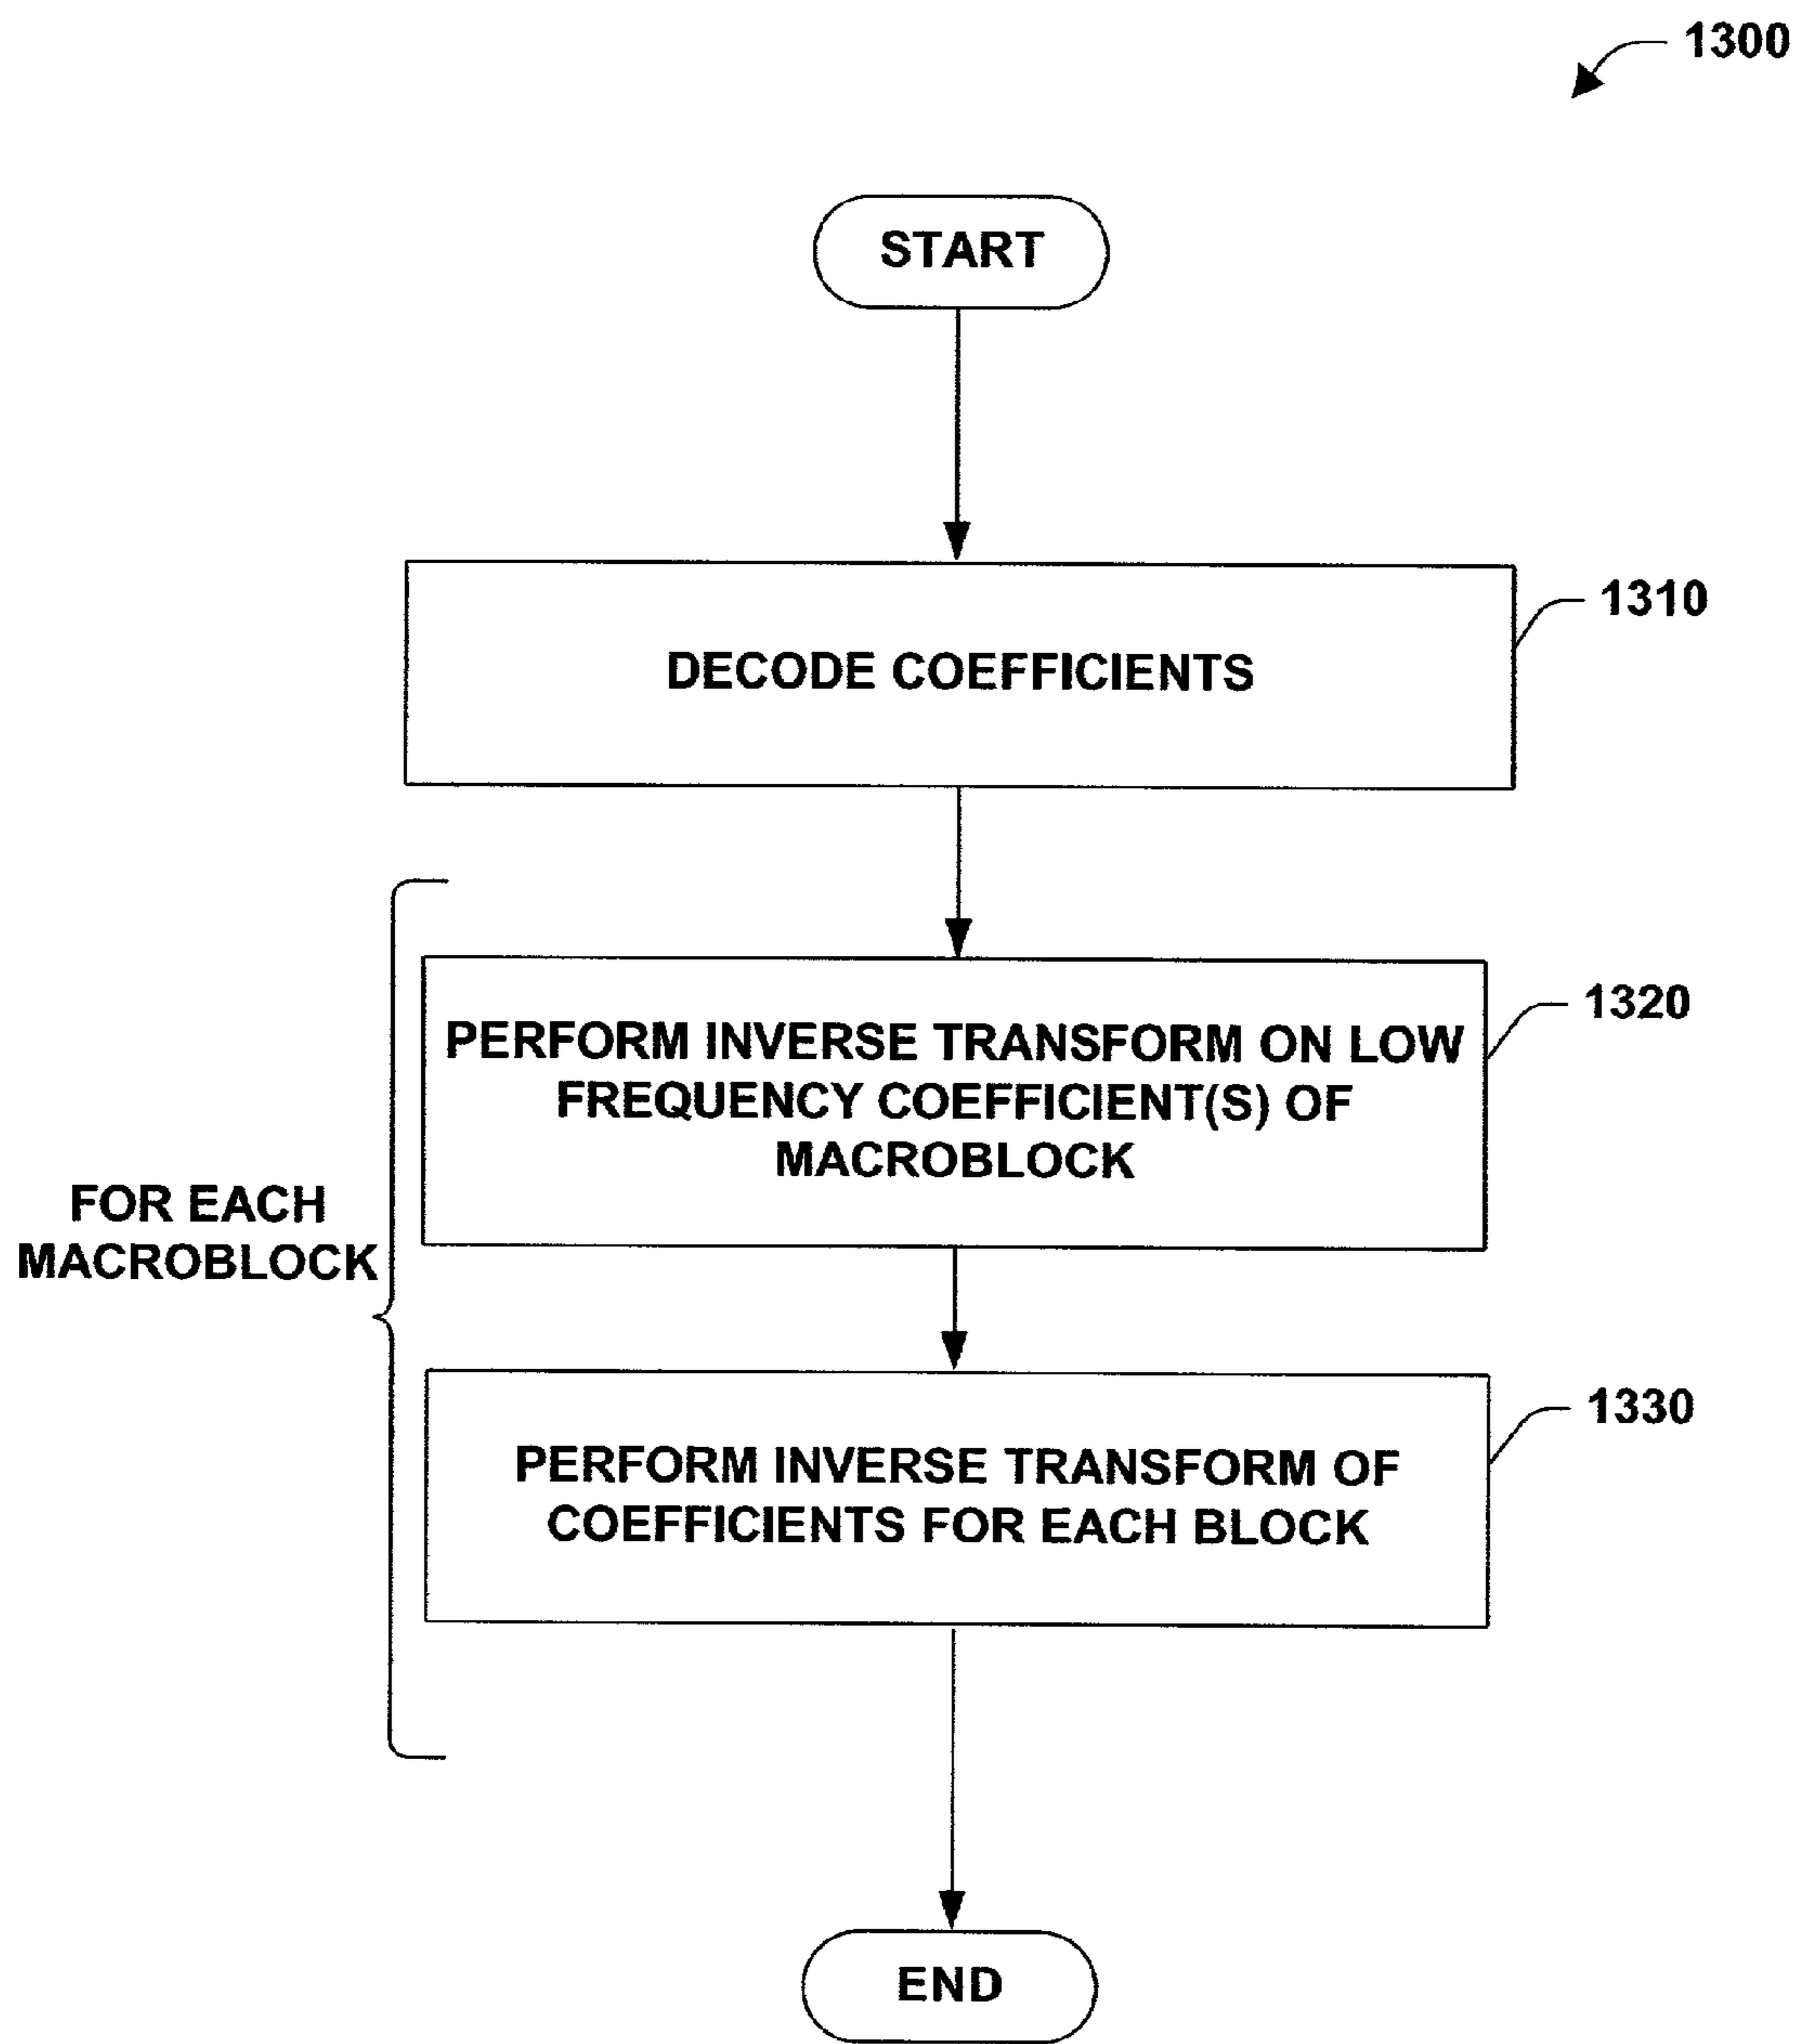 1300
START
1310
DECODE COEFFICIENTS
1320
PERFORM INVERSE TRANSFORM ON LOW
FREQUENCY COEFFICIENT(S) OF
MACROBLOCK
FOR EACH
MACROBLOCK
1330
PERFORM INVERSE TRANSFORM OF
COEFFICIENTS FOR EACH BLOCK
END